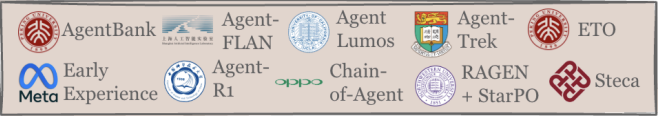 AgentBank
Agent-
FLAN
Agent
Lumos
Agent-
Trek
ETO
Meta
Early
Experience
Agent-
R1
oppo
Chain-
of-Agent
RAGEN
+ StarPO
Steca